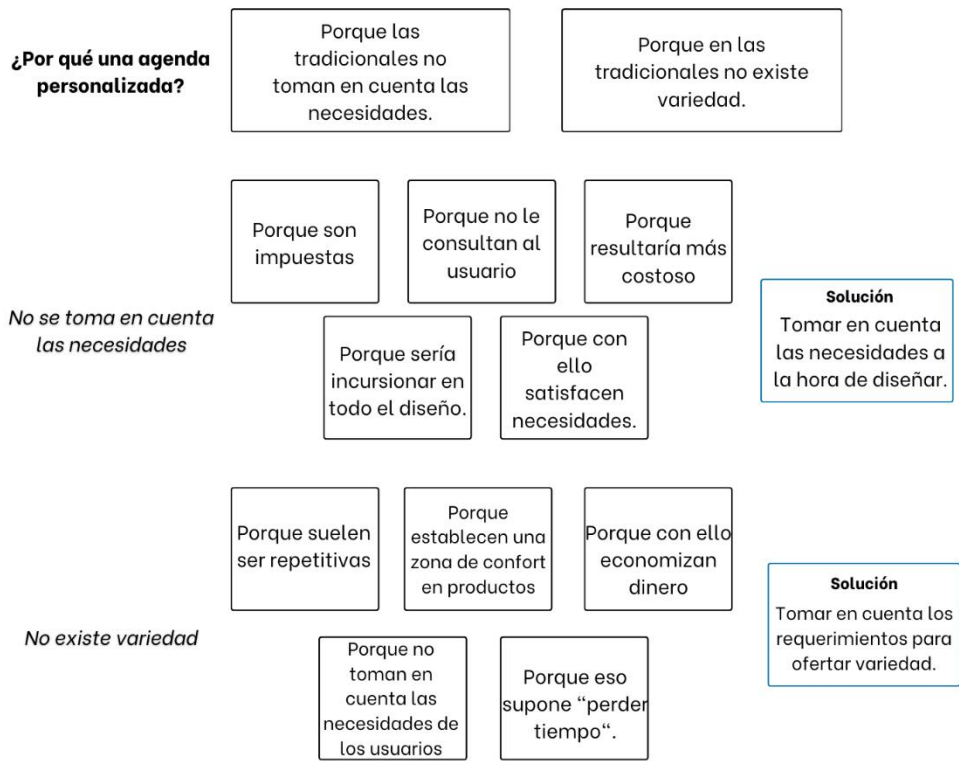 ¿Por qué una agenda
personalizada?
Porque las
tradicionales no
toman en cuenta las
necesidades.
Porque en las
tradicionales no existe
variedad.
No se toma en cuenta
las necesidades
Porque son
impuestas
Porque no le
consultan al
usuario
Porque
resultaría más
costoso
Porque sería
incursionar en
todo el diseño.
Porque con
ello
satisfacen
necesidades.
Solución
Tomar en cuenta
las necesidades a
la hora de diseñar.
No existe variedad
Porque suelen
ser repetitivas
Porque
establecen una
zona de confort
en productos
Porque con ello
economizan
dinero
Porque no
toman en
cuenta las
necesidades de
los usuarios
Porque eso
supone “perder
tiempo“.
Solución
Tomar en cuenta los
requerimientos para
ofertar variedad.